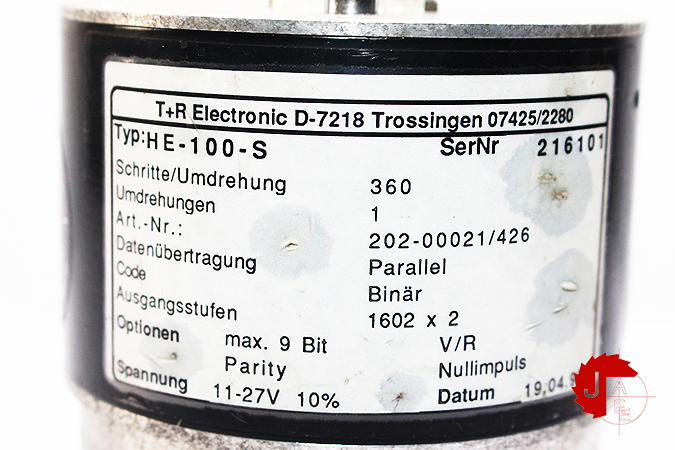 T+R Electronic D-7218 Trossingen 07425/2280
Typ: HE-100-S SerNr 216101
Schritte/Umdrehung 360
Umdrehungen 1
Art.-Nr.: 202-00021/426
Datenübertragung Parallel
Code Binär
Ausgangsstufen 1602 x 2
Optionen max. 9 Bit V/R
Parity Nullimpuls
Spannung 11-27V 10% Datum 19.04.